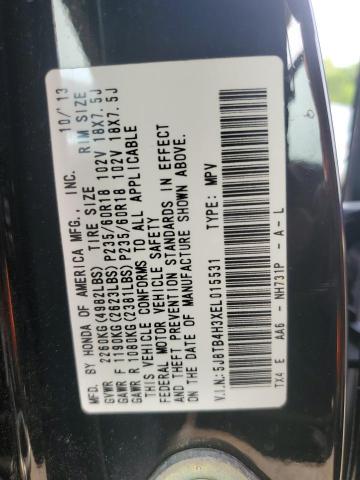 MFD. BY HONDA OF AMERICA MFG., INC. 10/'13
TIRE SIZE RIM SIZE
GVWR 2260KG(4982LBS)
GAWR F 1190KG(2623LBS) P235/60R18 102V 18X7.5J
GAWR R 1080KG(2381LBS) P235/60R18 102V 18X7.5J
THIS VEHICLE CONFORMS TO ALL APPLICABLE
FEDERAL MOTOR VEHICLE SAFETY
AND THEFT PREVENTION STANDARDS IN EFFECT
ON THE DATE OF MANUFACTURE SHOWN ABOVE.
V.I.N.: 5J8TB4H3XEL015531 TYPE: MPV
TX4 E AA6 - NH731P - A - L